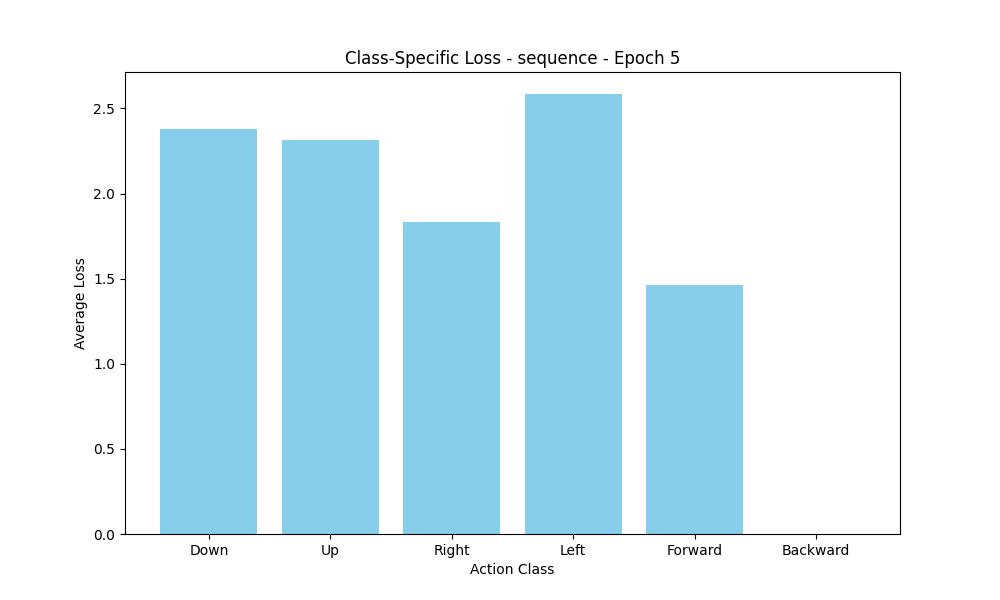 Class-Specific Loss - sequence - Epoch 5
2.5
2.0
1.5
1.0
0.5
0.0
Average Loss
Down Up Right Left Forward Backward
Action Class